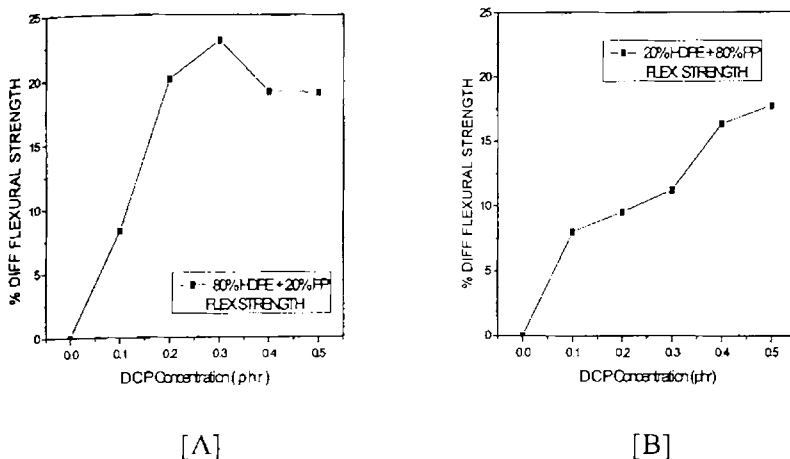 25
20
15
10
5
0
% DIFF FLEXURAL STRENGTH
80%HDPE + 20%PP
FLEX STRENGTH
0.0 0.1 0.2 0.3 0.4 0.5
DCP Concentration (phr)
[A]
25
20
15
10
5
0
% DIFF FLEXURAL STRENGTH
20%HDPE + 80%PP
FLEX STRENGTH
0.0 0.1 0.2 0.3 0.4 0.5
DCP Concentration (phr)
[B]